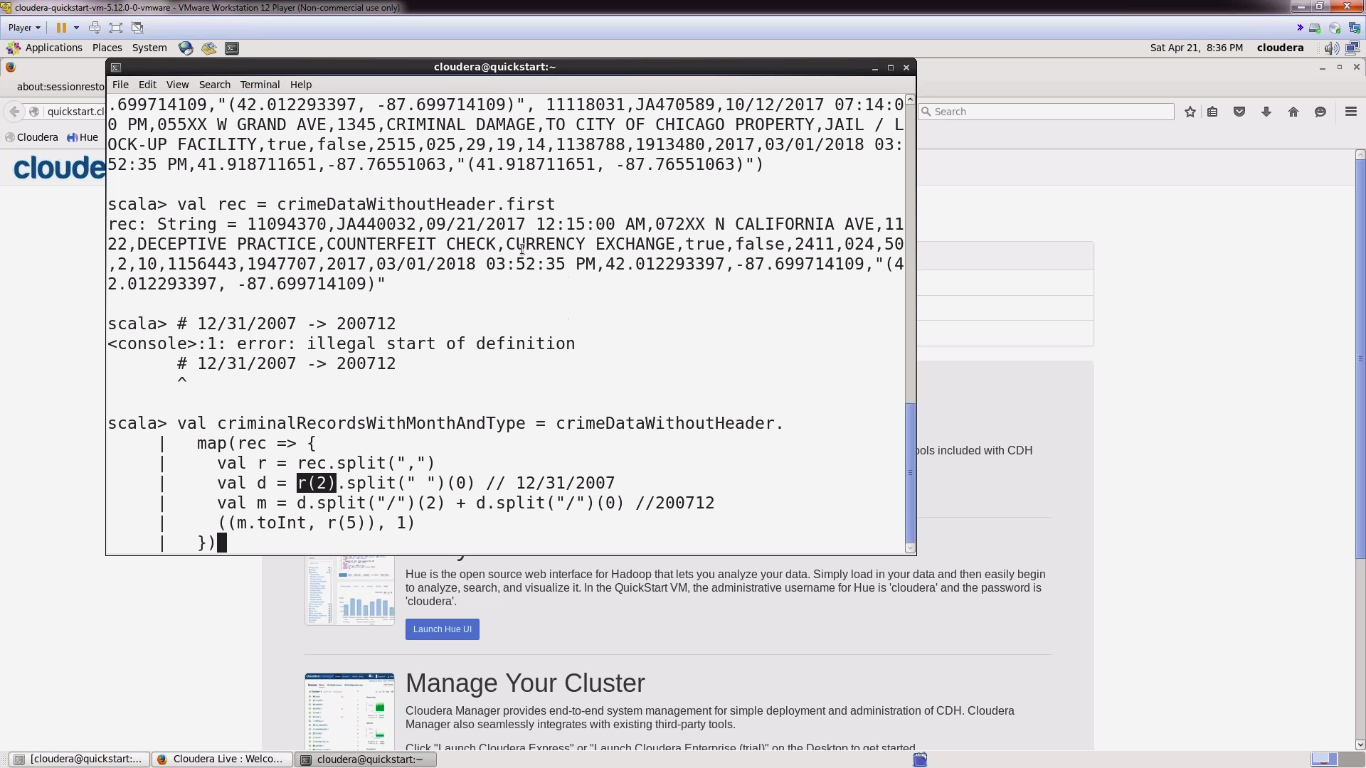 cloudera-quickstart-vm-5.12.0-0-vmware - VMware Workstation 12 Player (Non-commercial use only)
Player
Applications Places System
Sat Apr 21, 8:36 PM cloudera
cloudera@quickstart:~
about:sessionresto
File Edit View Search Terminal Help
quickstart.cl
Search
Cloudera Hue
cloude
.699714109,"(42.012293397, -87.699714109)", 11118031,JA470589,10/12/2017 07:14:0
0 PM,055XX W GRAND AVE,1345,CRIMINAL DAMAGE,TO CITY OF CHICAGO PROPERTY,JAIL / L
OCK-UP FACILITY,true,false,2515,025,29,19,14,1138788,1913480,2017,03/01/2018 03:
52:35 PM,41.918711651,-87.76551063,"(41.918711651, -87.76551063)")
scala> val rec = crimeDataWithoutHeader.first
rec: String = 11094370,JA440032,09/21/2017 12:15:00 AM,072XX N CALIFORNIA AVE,11
22,DECEPTIVE PRACTICE,COUNTERFEIT CHECK,CURRENCY EXCHANGE,true,false,2411,024,50
,2,10,1156443,1947707,2017,03/01/2018 03:52:35 PM,42.012293397,-87.699714109,"(4
2.012293397, -87.699714109)"
scala> # 12/31/2007 -> 200712
<console>:1: error: illegal start of definition
# 12/31/2007 -> 200712
^
scala> val criminalRecordsWithMonthAndType = crimeDataWithoutHeader.
| map(rec => {
| val r = rec.split(",")
| val d = r(2).split(" ")(0) // 12/31/2007
| val m = d.split("/")(2) + d.split("/")(0) //200712
| ((m.toInt, r(5)), 1)
| })
ools included with CDH
Hue is the open source web interface for Hadoop that lets you analyze your data. Simply load in your data and then easily begin
to analyze, search, and visualize it. In the QuickStart VM, the administrative username for Hue is 'cloudera' and the password is
'cloudera'.
Launch Hue UI
Manage Your Cluster
Cloudera Manager provides end-to-end system management for simple deployment and administration of CDH. Cloudera
Manager also seamlessly integrates with existing third-party tools.
Click "Launch Cloudera Express" or "Launch Cloudera Enterprise (trial)" on the Desktop to get started
[cloudera@quickstart:...
Cloudera Live : Welco...
cloudera@quickstart:~